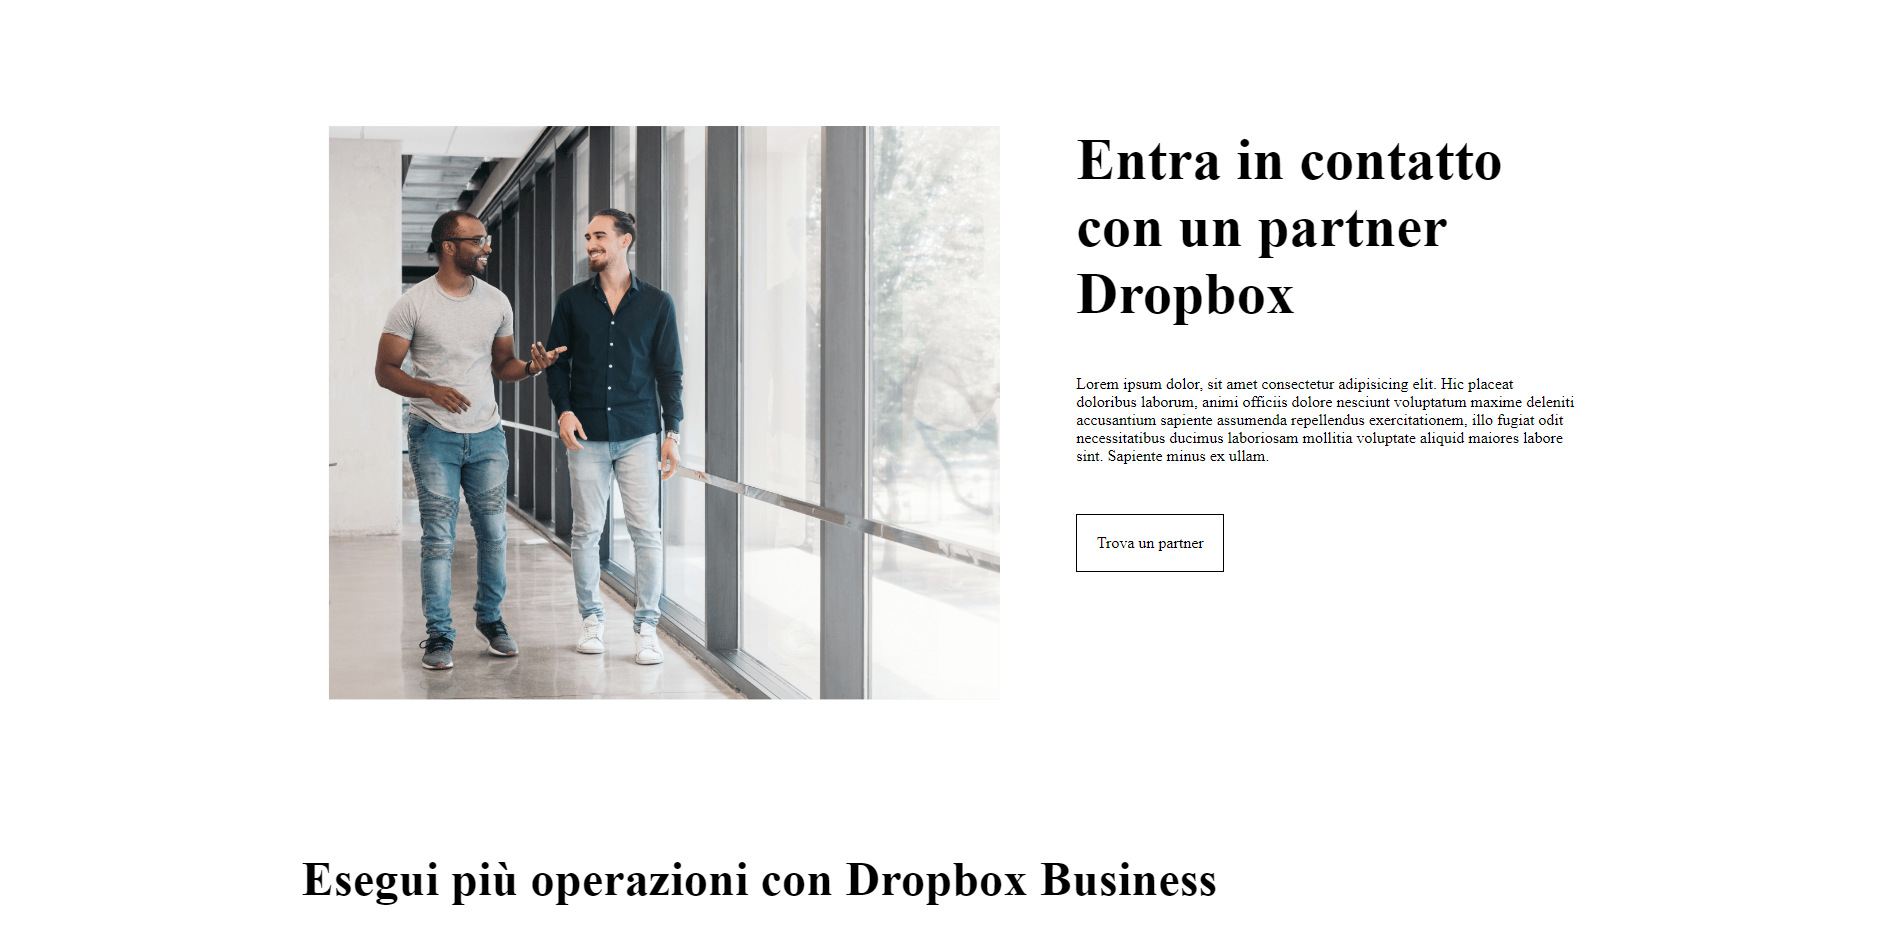 Entra in contatto
con un partner
Dropbox
Lorem ipsum dolor, sit amet consectetur adipisicing elit. Hic placeat
doloribus laborum, animi officiis dolore nesciunt voluptatum maxime deleniti
accusantium sapiente assumenda repellendus exercitationem, illo fugiat odit
necessitatibus ducimus laboriosam mollitia voluptate aliquid maiores labore
sint. Sapiente minus ex ullam.
Trova un partner
Esegui più operazioni con Dropbox Business